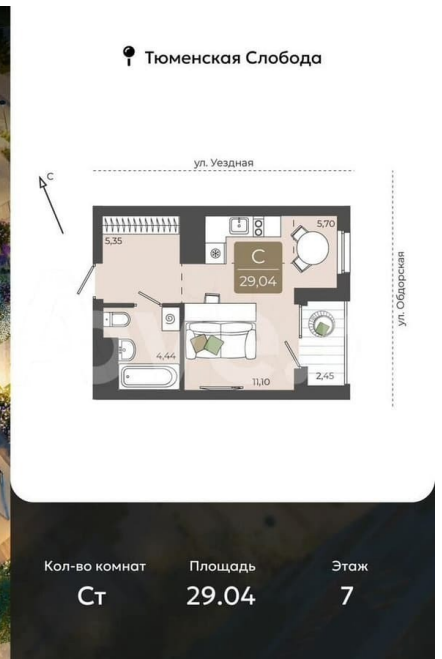 Тюменская Слобода
ул. Уездная
С
5,35
5,70
С
29,04
ул. Обдорская
4,44
11,10
2,45
Кол-во комнат
Площадь
Этаж
Ст
29.04
7